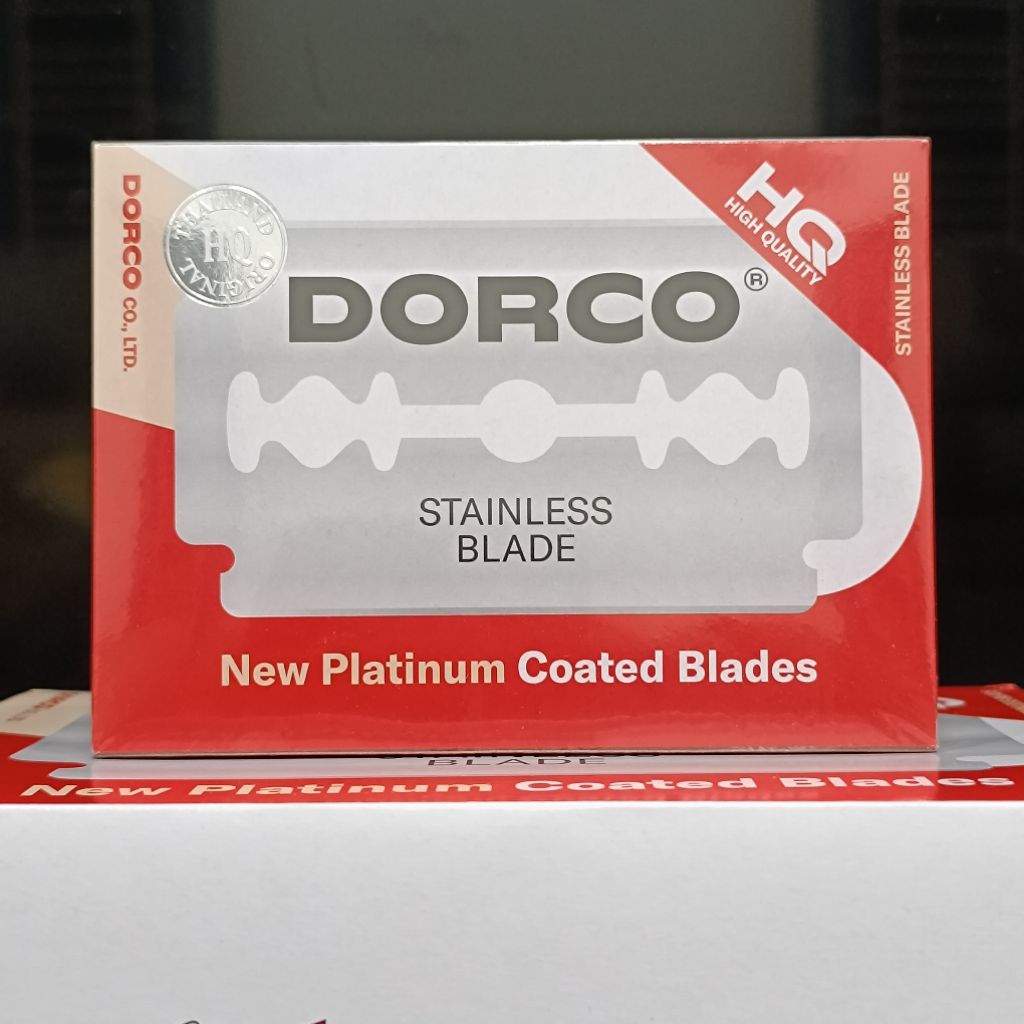 DORCO CO., LTD.
THAILAND
HQ
ORIGINAL
HQ
HIGH QUALITY
STAINLESS BLADE
DORCO®
STAINLESS
BLADE
New Platinum Coated Blades
BLADE
New Platinum Coated Blades